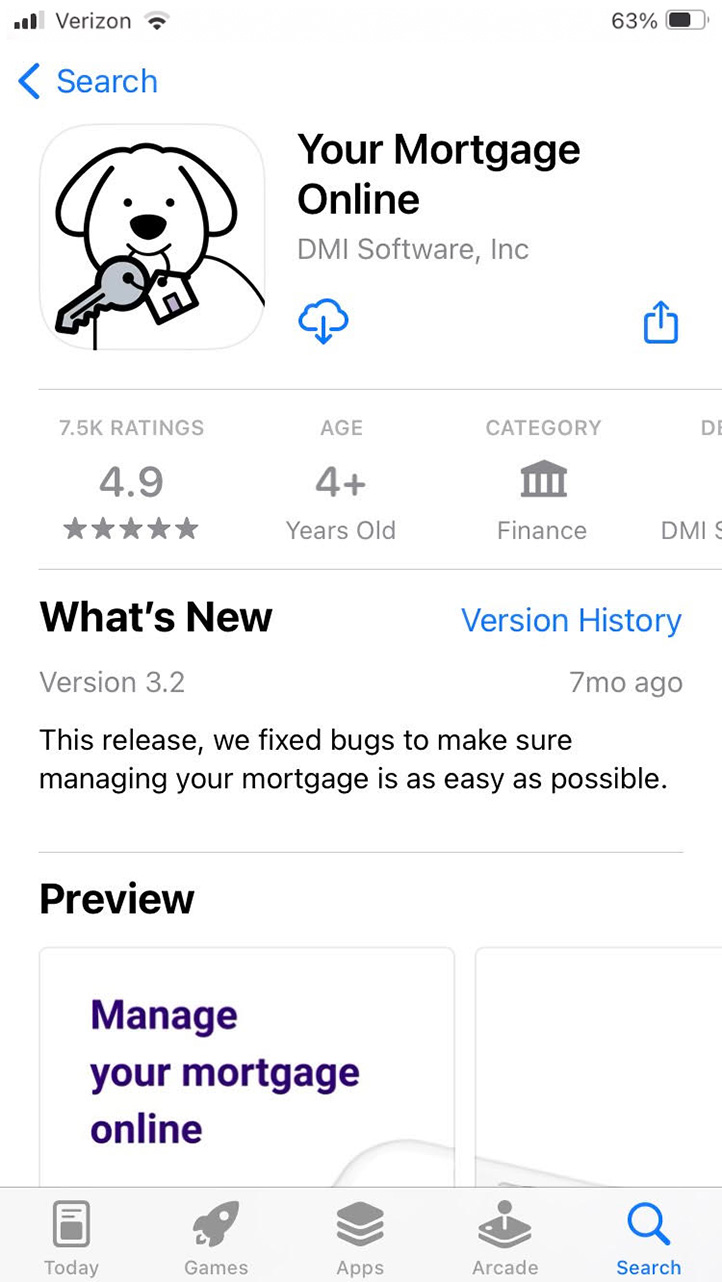 Verizon
63%
Search
Your Mortgage
Online
DMI Software, Inc
7.5K RATINGS
4.9
AGE
4+
Years Old
CATEGORY
Finance
DE
DMI S
What's New
Version History
Version 3.2
7mo ago
This release, we fixed bugs to make sure
managing your mortgage is as easy as possible.
Preview
Manage
your mortgage
online
Today
Games
Apps
Arcade
Search